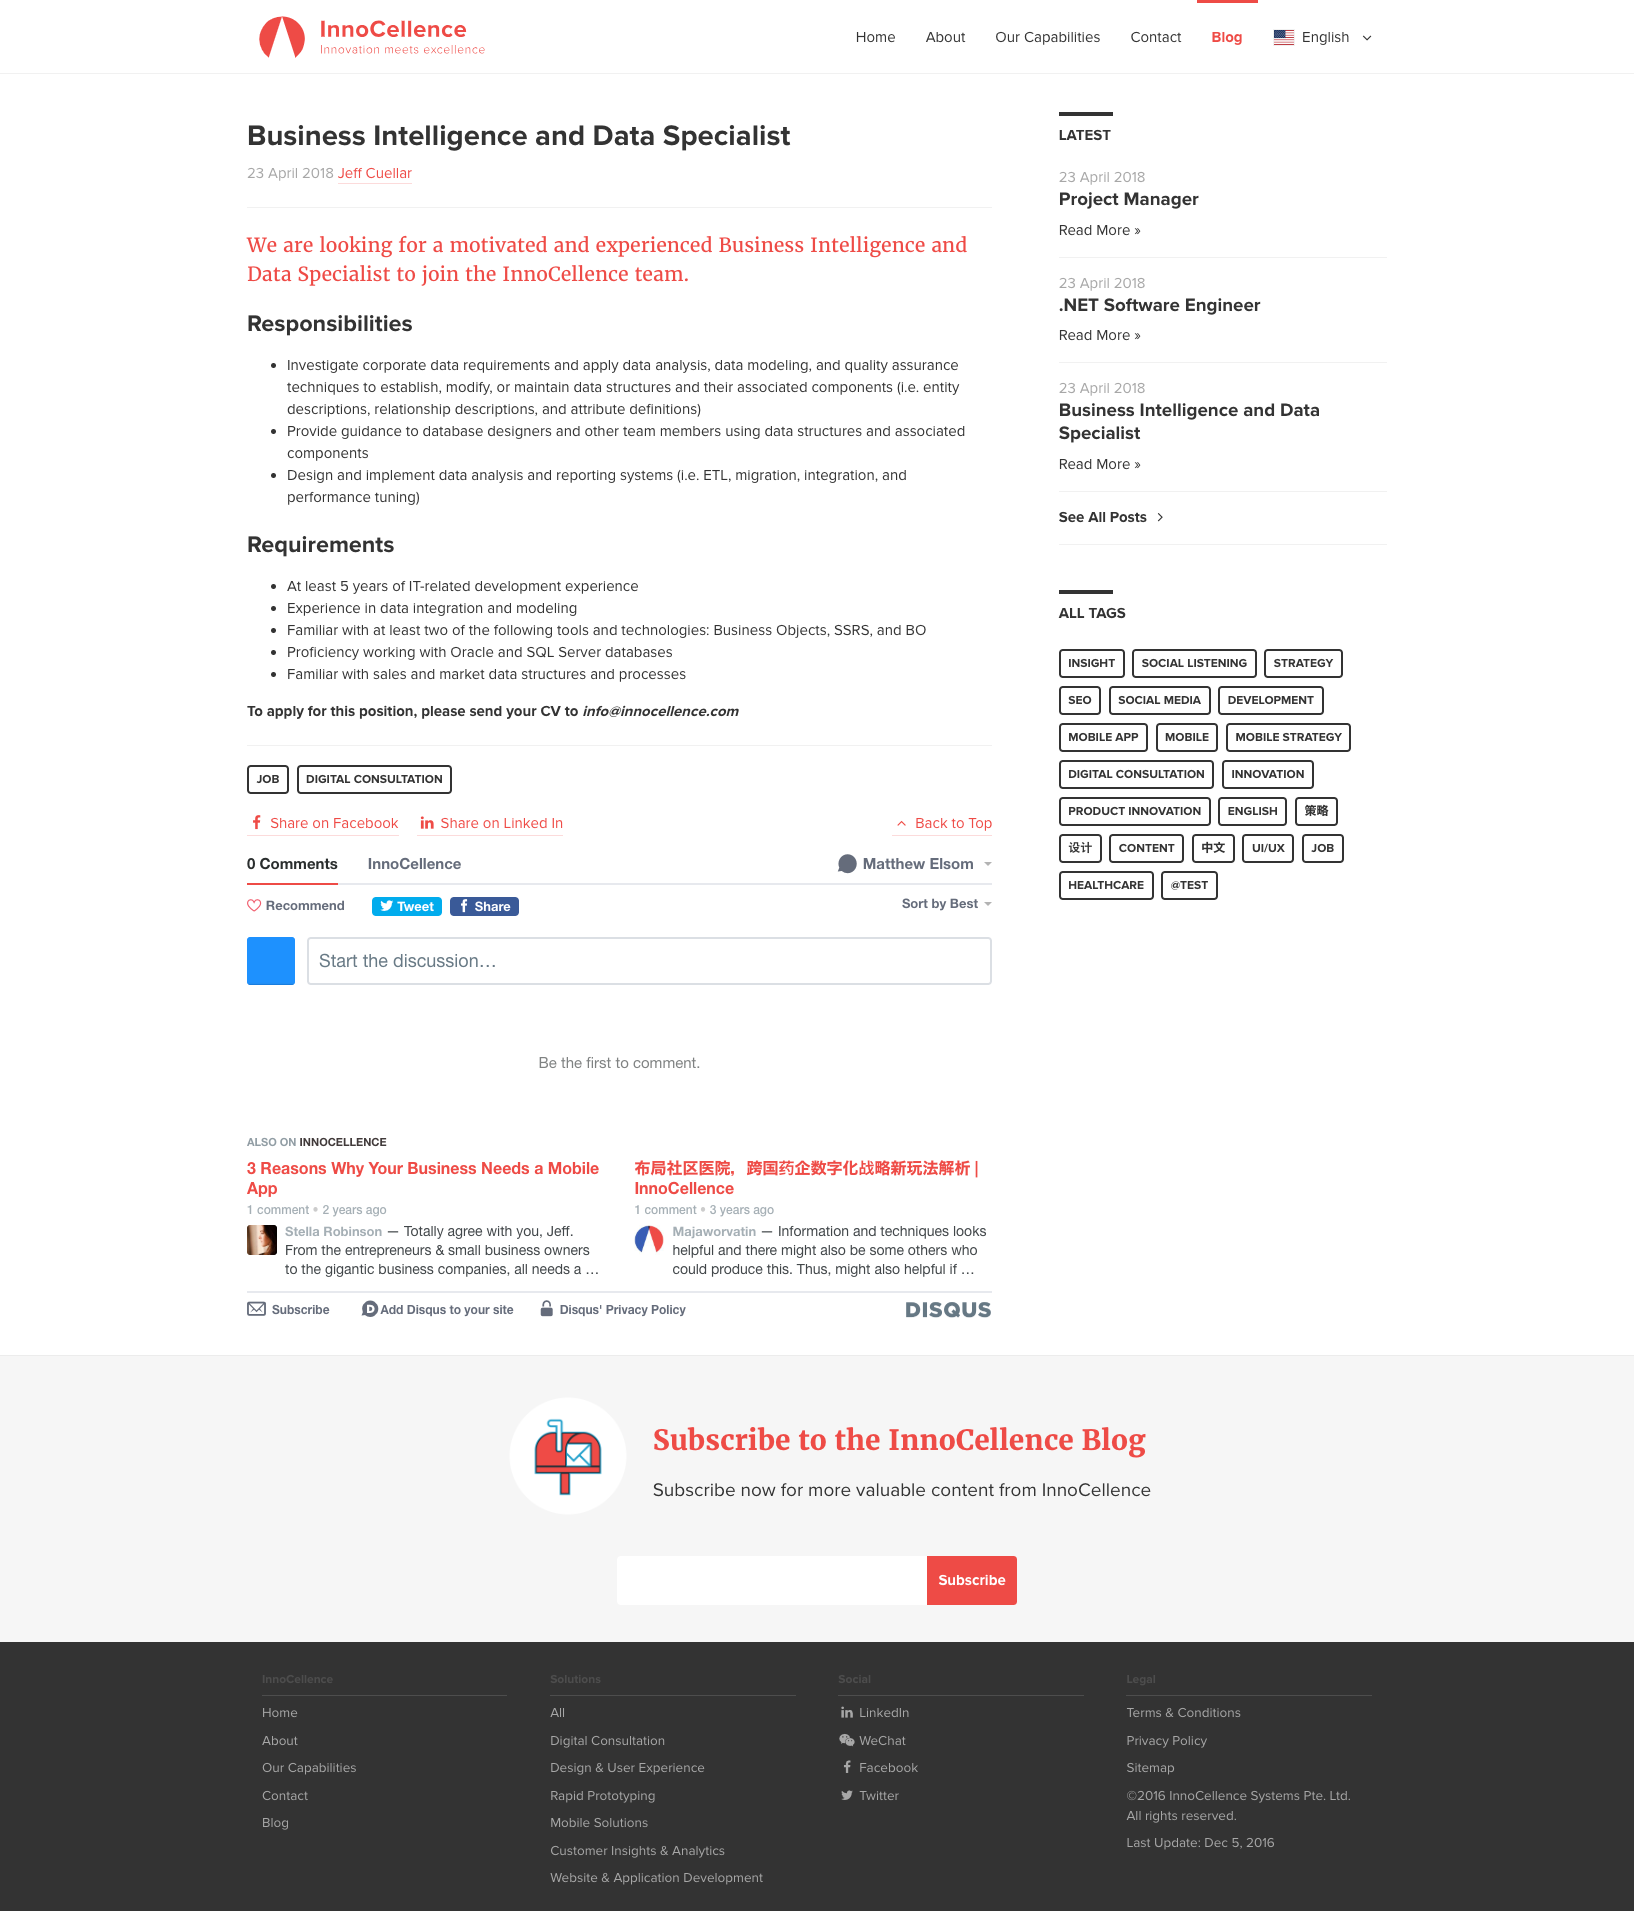 InnoCellence
Innovation meets excellence
Home
About
Our Capabilities
Contact
Blog
English
Business Intelligence and Data Specialist
23 April 2018 Jeff Cuellar
We are looking for a motivated and experienced Business Intelligence and
Data Specialist to join the InnoCellence team.
Responsibilities
Investigate corporate data requirements and apply data analysis, data modeling, and quality assurance
techniques to establish, modify, or maintain data structures and their associated components (i.e. entity
descriptions, relationship descriptions, and attribute definitions)
Provide guidance to database designers and other team members using data structures and associated
components
Design and implement data analysis and reporting systems (i.e. ETL, migration, integration, and
performance tuning)
Requirements
At least 5 years of IT-related development experience
Experience in data integration and modeling
Familiar with at least two of the following tools and technologies: Business Objects, SSRS, and BO
Proficiency working with Oracle and SQL Server databases
Familiar with sales and market data structures and processes
To apply for this position, please send your CV to info@innocellence.com
JOB
DIGITAL CONSULTATION
Share on Facebook
Share on Linked In
Back to Top
0 Comments
InnoCellence
Matthew Elsom
Recommend
Tweet
Share
Sort by Best
Start the discussion…
Be the first to comment.
ALSO ON INNOCELLENCE
3 Reasons Why Your Business Needs a Mobile
App
1 comment • 2 years ago
Stella Robinson — Totally agree with you, Jeff.
From the entrepreneurs & small business owners
to the gigantic business companies, all needs a …
布局社区医院，跨国药企数字化战略新玩法解析 |
InnoCellence
1 comment • 3 years ago
Majaworvatin — Information and techniques looks
helpful and there might also be some others who
could produce this. Thus, might also helpful if …
Subscribe
Add Disqus to your site
Disqus' Privacy Policy
DISQUS
LATEST
23 April 2018
Project Manager
Read More »
23 April 2018
.NET Software Engineer
Read More »
23 April 2018
Business Intelligence and Data
Specialist
Read More »
See All Posts
ALL TAGS
INSIGHT
SOCIAL LISTENING
STRATEGY
SEO
SOCIAL MEDIA
DEVELOPMENT
MOBILE APP
MOBILE
MOBILE STRATEGY
DIGITAL CONSULTATION
INNOVATION
PRODUCT INNOVATION
ENGLISH
策略
设计
CONTENT
中文
UI/UX
JOB
HEALTHCARE
@TEST
Subscribe to the InnoCellence Blog
Subscribe now for more valuable content from InnoCellence
Subscribe
InnoCellence
Home
About
Our Capabilities
Contact
Blog
Solutions
All
Digital Consultation
Design & User Experience
Rapid Prototyping
Mobile Solutions
Customer Insights & Analytics
Website & Application Development
Social
LinkedIn
WeChat
Facebook
Twitter
Legal
Terms & Conditions
Privacy Policy
Sitemap
©2016 InnoCellence Systems Pte. Ltd.
All rights reserved.
Last Update: Dec 5, 2016